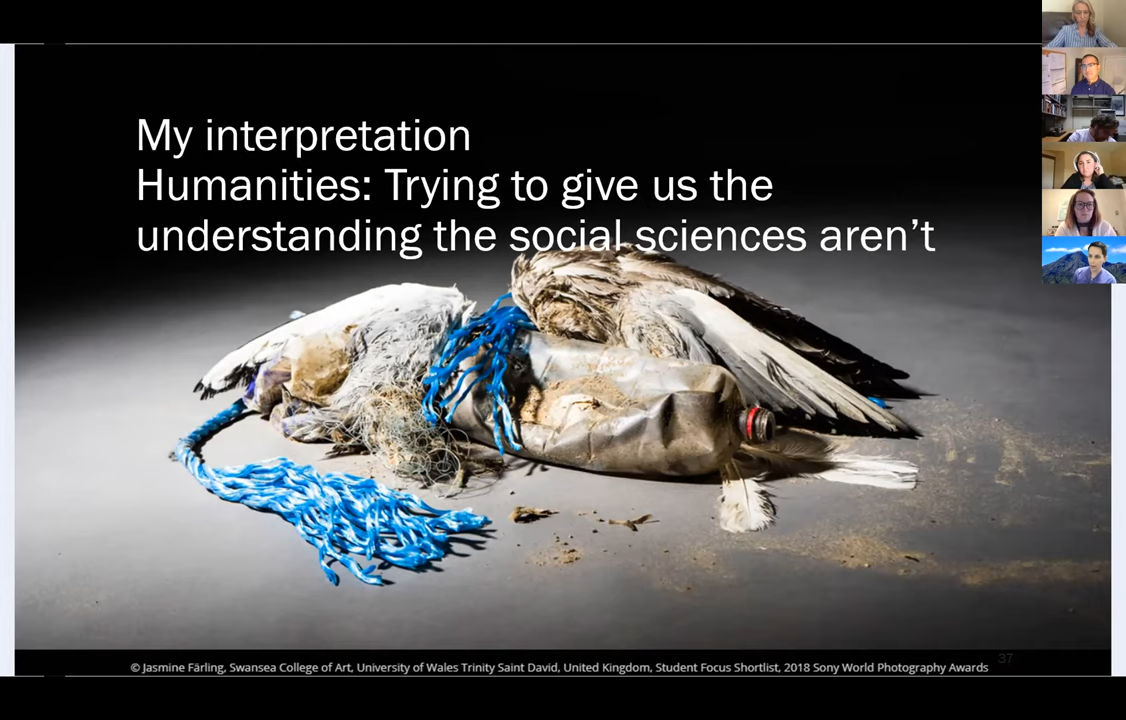 My interpretation
Humanities: Trying to give us the
understanding the social sciences aren’t
© Jasmine Färling, Swansea College of Art, University of Wales Trinity Saint David, United Kingdom, Student Focus Shortlist, 2018 Sony World Photography Awards
37